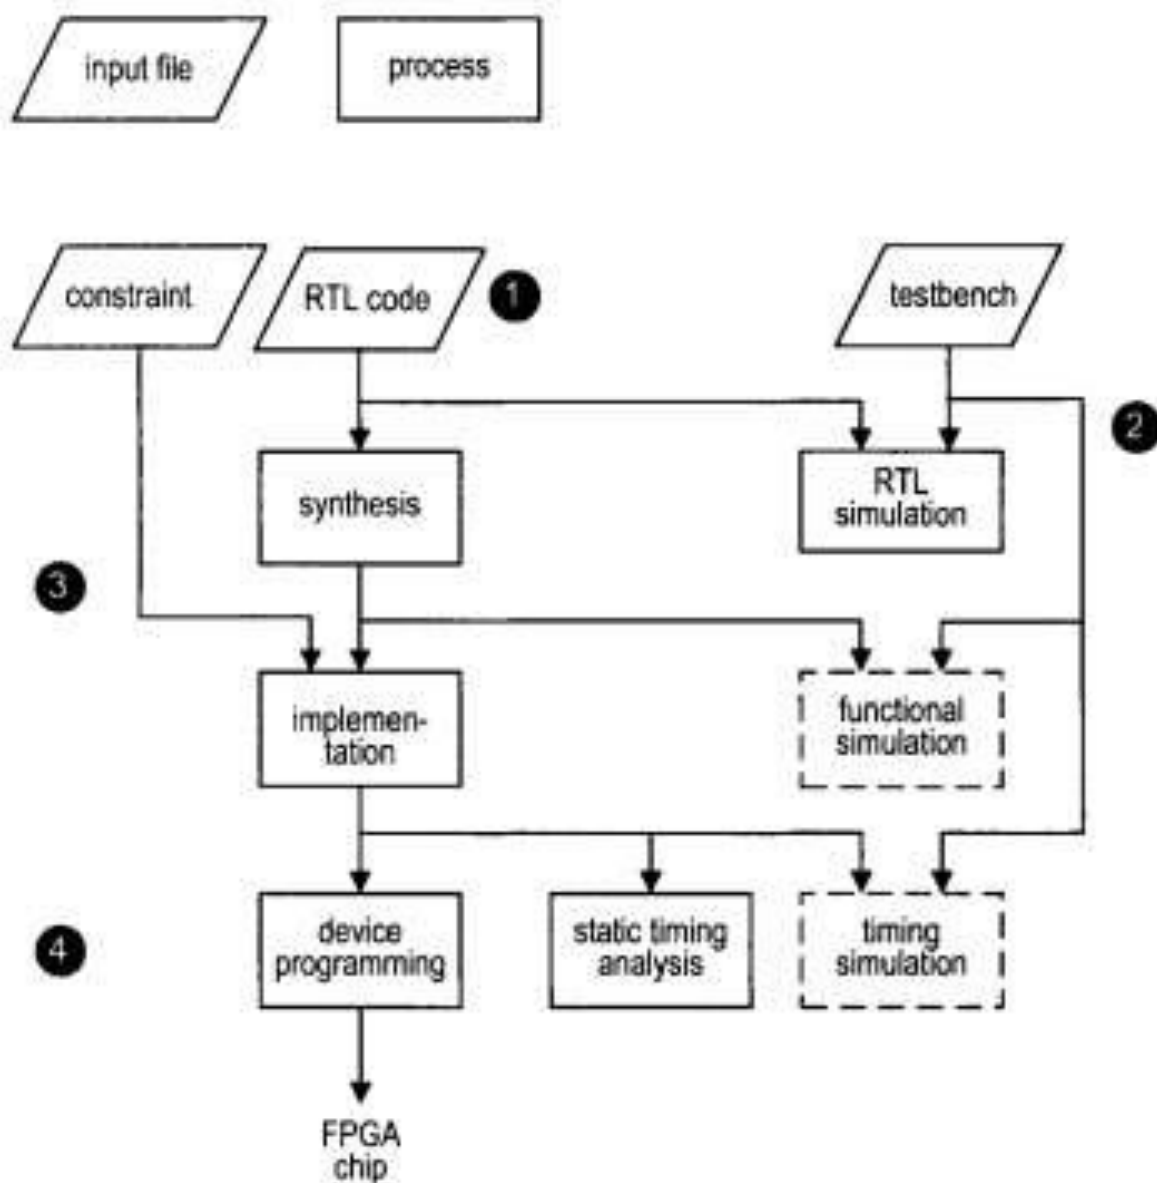 input file
process
constraint
RTL code
1
testbench
2
synthesis
RTL
simulation
3
implemen-
tation
functional
simulation
4
device
programming
static timing
analysis
timing
simulation
FPGA
chip